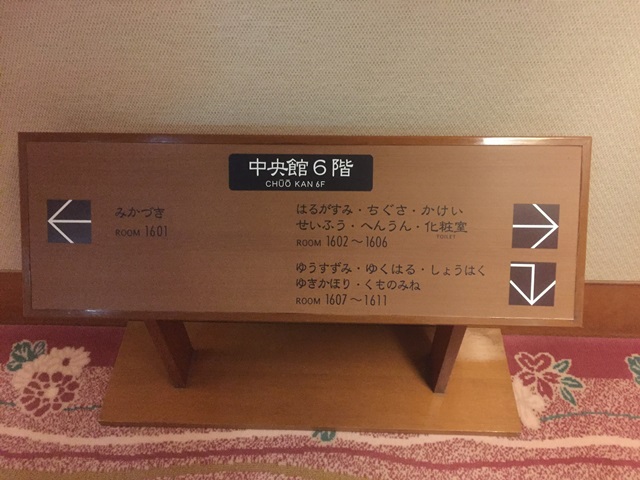 中央館6階
CHŪŌ KAN 6F
みかづき
ROOM 1601
はるがすみ・ちぐさ・かけい
せいふう・へんうん・化粧室
TOILET
ROOM 1602～1606
ゆうすずみ・ゆくはる・しょうはく
ゆきかほり・くものみね
ROOM 1607～1611